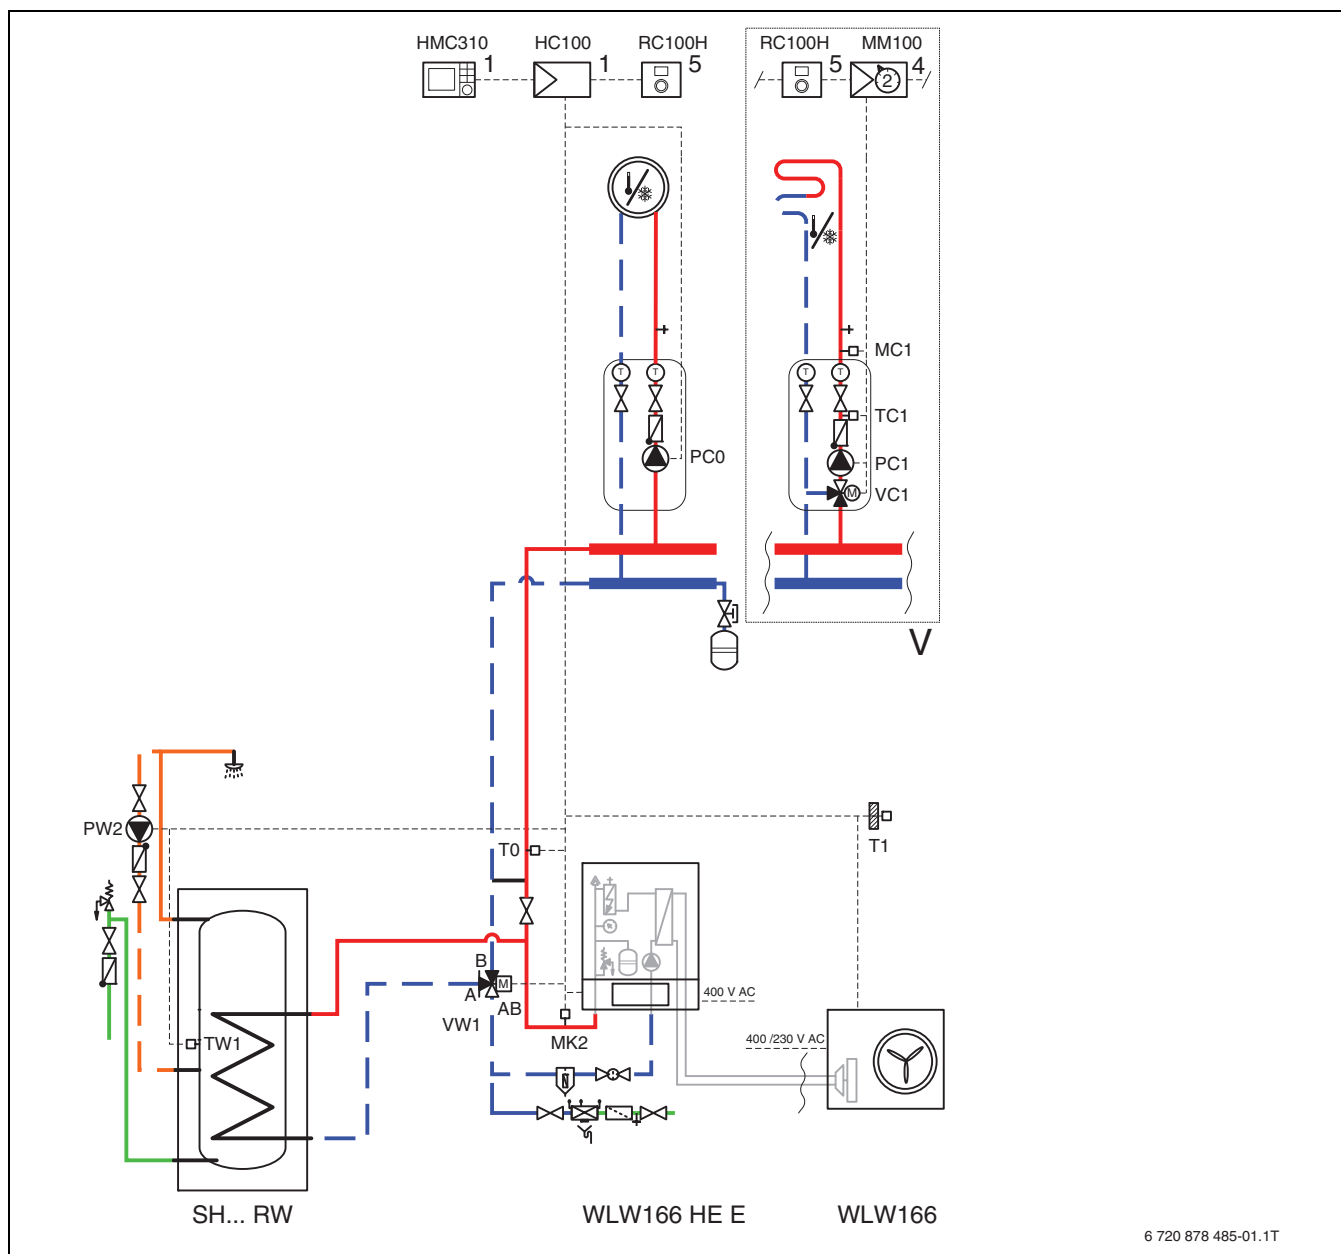 HMC310 HC100 RC100H RC100H MM100
1 1 5 5 4
2
MC1
T T T T
TC1
PC0 PC1
M VC1
V
PW2
T0 T1
B
A M
AB
VW1
400 V AC
MK2
TW1
400 /230 V AC
SH... RW WLW166 HE E WLW166
6 720 878 485-01.1T